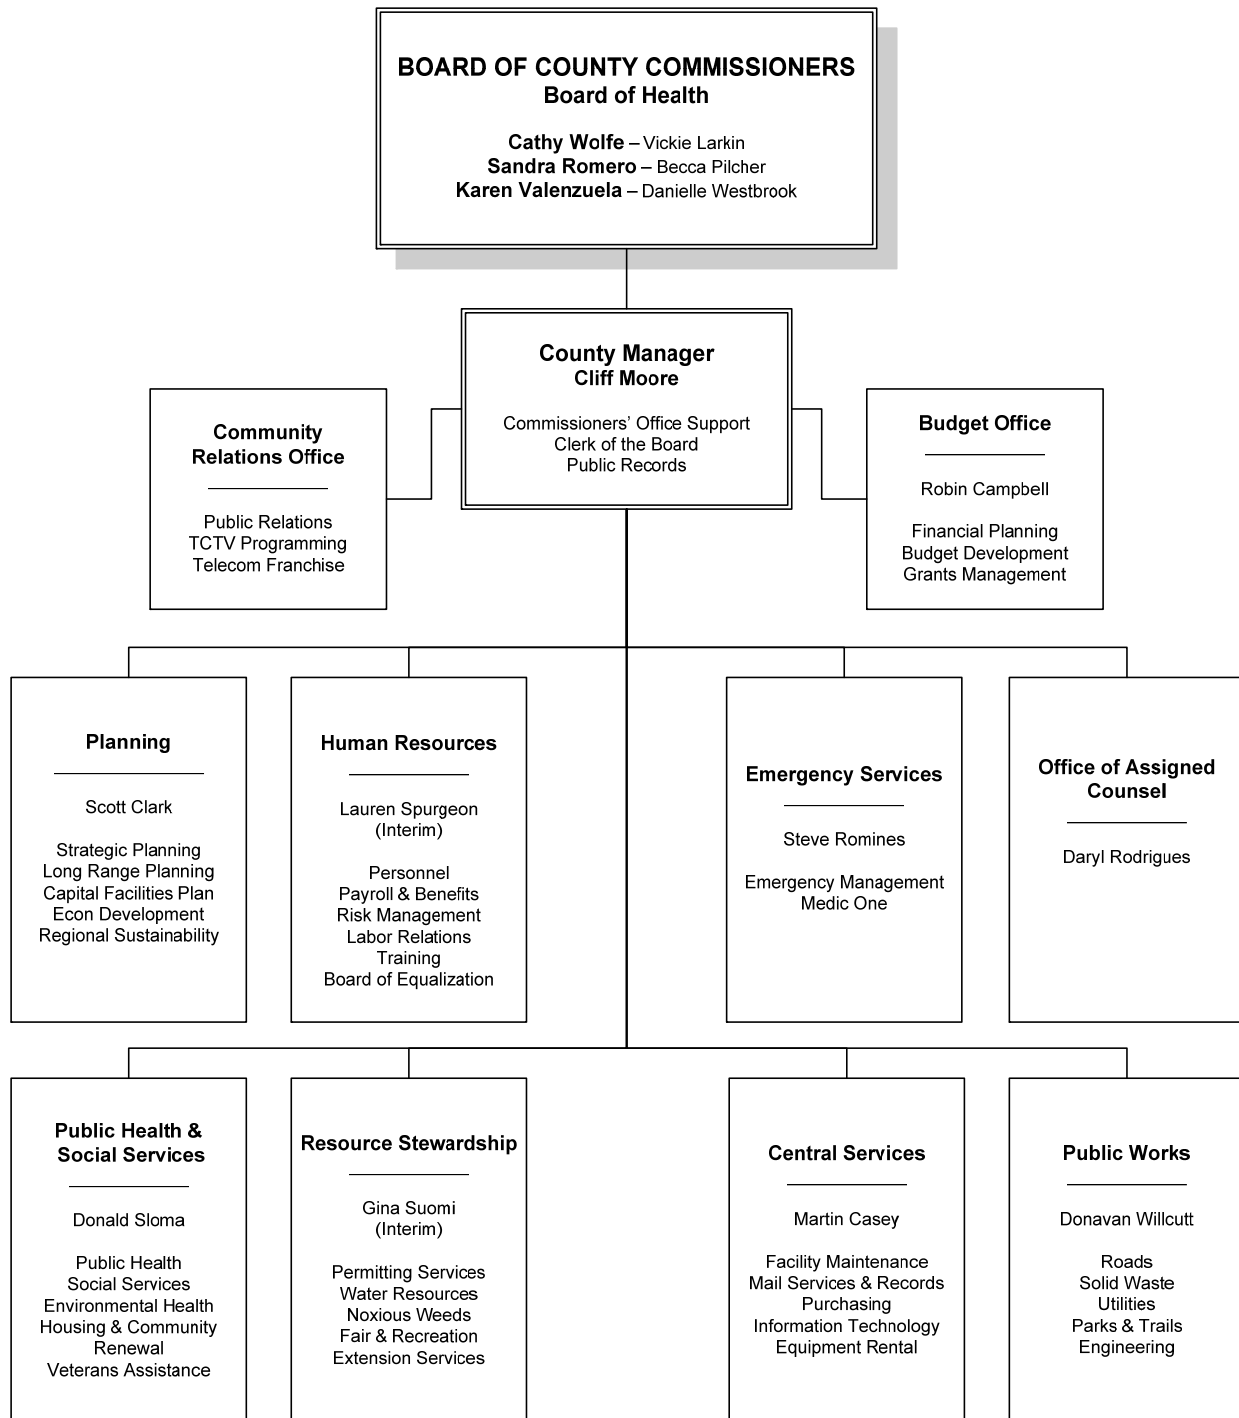 BOARD OF COUNTY COMMISSIONERS
Board of Health
Cathy Wolfe – Vickie Larkin
Sandra Romero – Becca Pilcher
Karen Valenzuela – Danielle Westbrook
County Manager
Cliff Moore
Commissioners' Office Support
Clerk of the Board
Public Records
Community
Relations Office
Public Relations
TCTV Programming
Telecom Franchise
Budget Office
Robin Campbell
Financial Planning
Budget Development
Grants Management
Planning
Scott Clark
Strategic Planning
Long Range Planning
Capital Facilities Plan
Econ Development
Regional Sustainability
Human Resources
Lauren Spurgeon
(Interim)
Personnel
Payroll & Benefits
Risk Management
Labor Relations
Training
Board of Equalization
Emergency Services
Steve Romines
Emergency Management
Medic One
Office of Assigned
Counsel
Daryl Rodrigues
Public Health &
Social Services
Donald Sloma
Public Health
Social Services
Environmental Health
Housing & Community
Renewal
Veterans Assistance
Resource Stewardship
Gina Suomi
(Interim)
Permitting Services
Water Resources
Noxious Weeds
Fair & Recreation
Extension Services
Central Services
Martin Casey
Facility Maintenance
Mail Services & Records
Purchasing
Information Technology
Equipment Rental
Public Works
Donavan Willcutt
Roads
Solid Waste
Utilities
Parks & Trails
Engineering